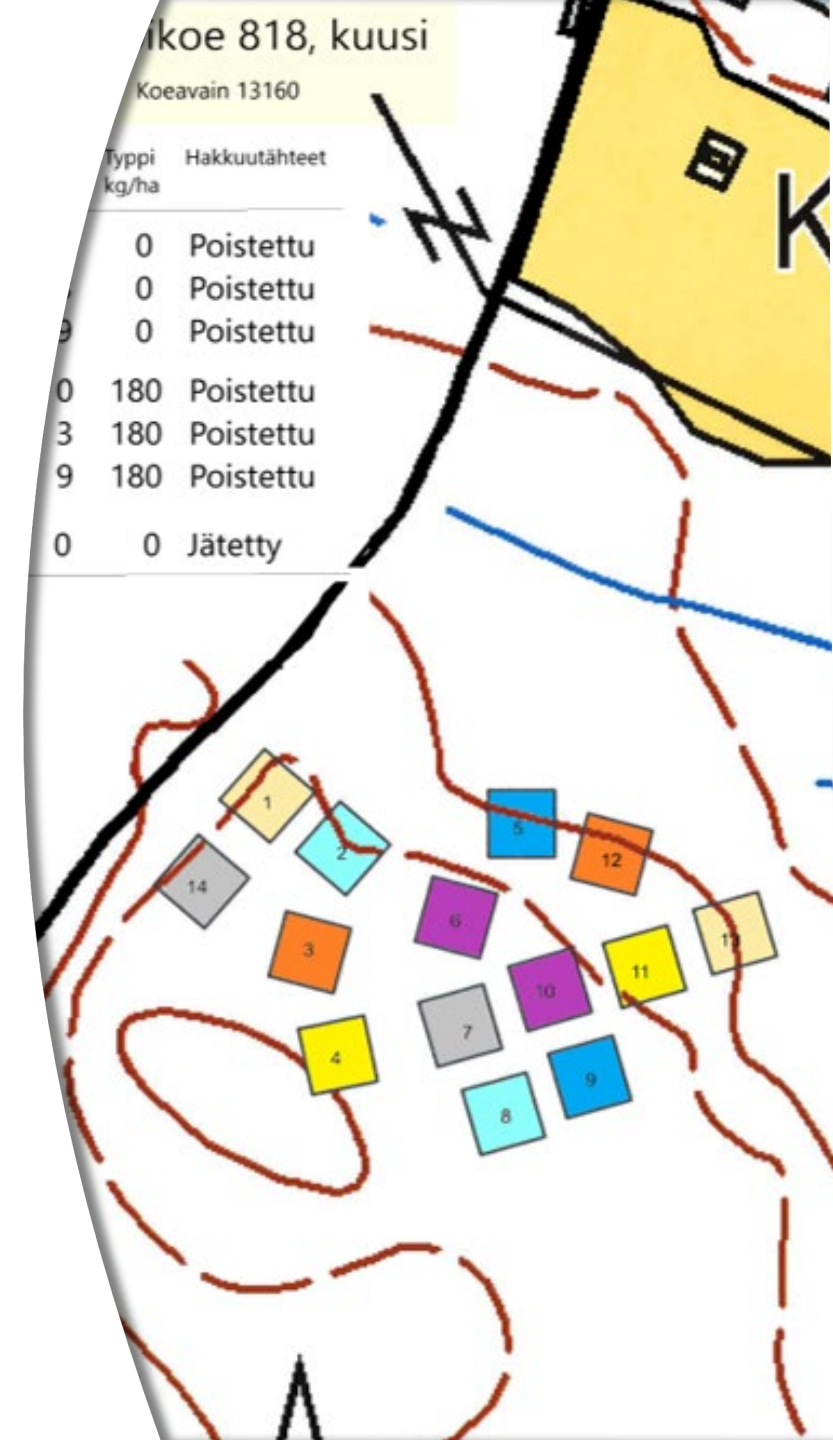 ikoe 818, kuusi
Koeavain 13160
Typpi Hakkuutähteet
kg/ha
0 Poistettu
0 Poistettu
9 0 Poistettu
0 180 Poistettu
3 180 Poistettu
9 180 Poistettu
0 0 Jätetty
K
1
2
5
12
14
6
3
11
13
10
7
4
9
8